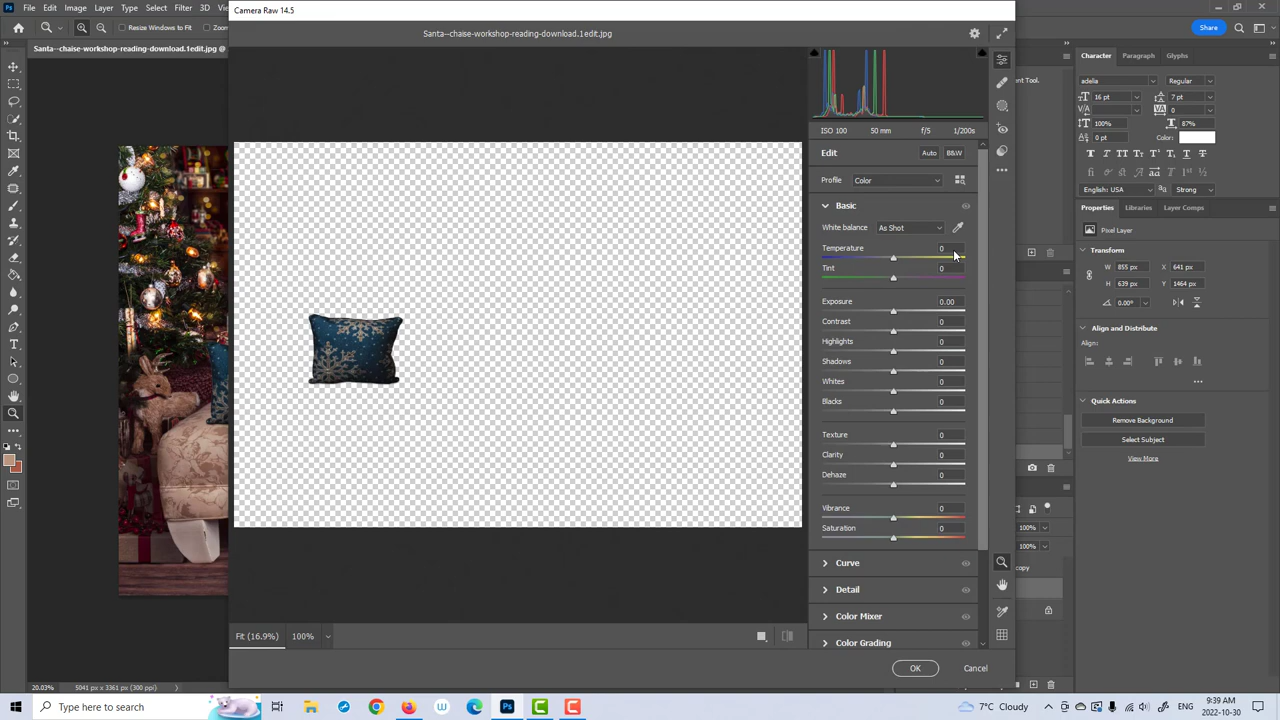 Camera Raw 14.5
File Edit Image Layer Type Select Filter 3D
Resize Windows to Fit
Share
Santa--chaise-workshop-reading-download.1edit.jpg @
Santa--chaise-workshop-reading-download.1edit.jpg
ISO 100 50 mm f/5 1/200s
Edit Auto B&W
Profile Color
Basic
White balance As Shot
Temperature 0
Tint 0
Exposure 0.00
Contrast 0
Highlights 0
Shadows 0
Whites 0
Blacks 0
Texture 0
Clarity 0
Dehaze 0
Vibrance 0
Saturation 0
Curve
Detail
Color Mixer
Color Grading
Fit (16.9%) 100%
OK Cancel
ent Tool.
100%
100%
copy
Character Paragraph Glyphs
adelia Regular
16 pt 7 pt
0
100% 87%
0 pt Color:
English: USA Strong
Properties Libraries Layer Comps
Pixel Layer
Transform
W 855 px X 641 px
H 639 px Y 1464 px
0.00°
Align and Distribute
Align:
Quick Actions
Remove Background
Select Subject
View More
20.03% 5041 px x 3361 px (300 ppi)
Type here to search
7°C Cloudy ENG 9:39 AM
2022-10-30